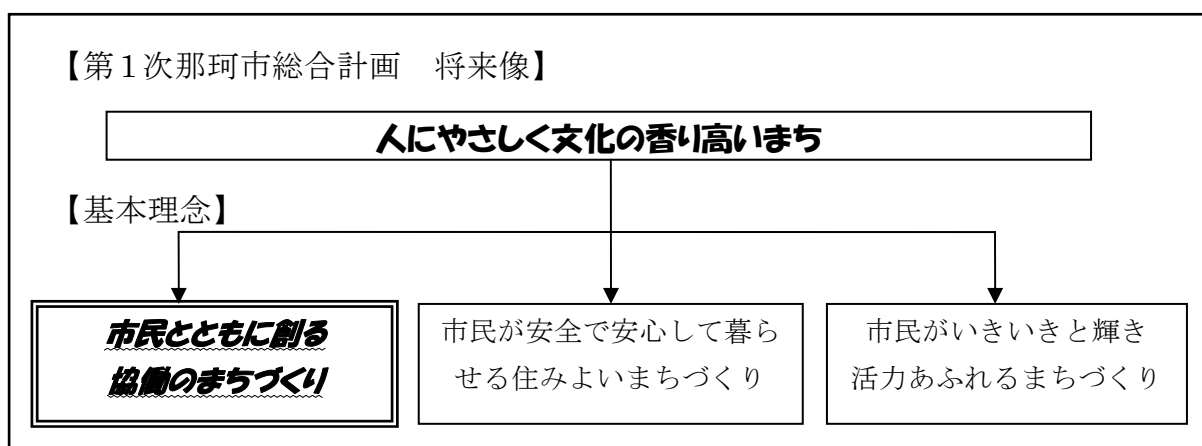 【第１次那珂市総合計画　将来像】
人にやさしく文化の香り高いまち
【基本理念】
市民とともに創る
協働のまちづくり
市民が安全で安心して暮ら
せる住みよいまちづくり
市民がいきいきと輝き
活力あふれるまちづくり